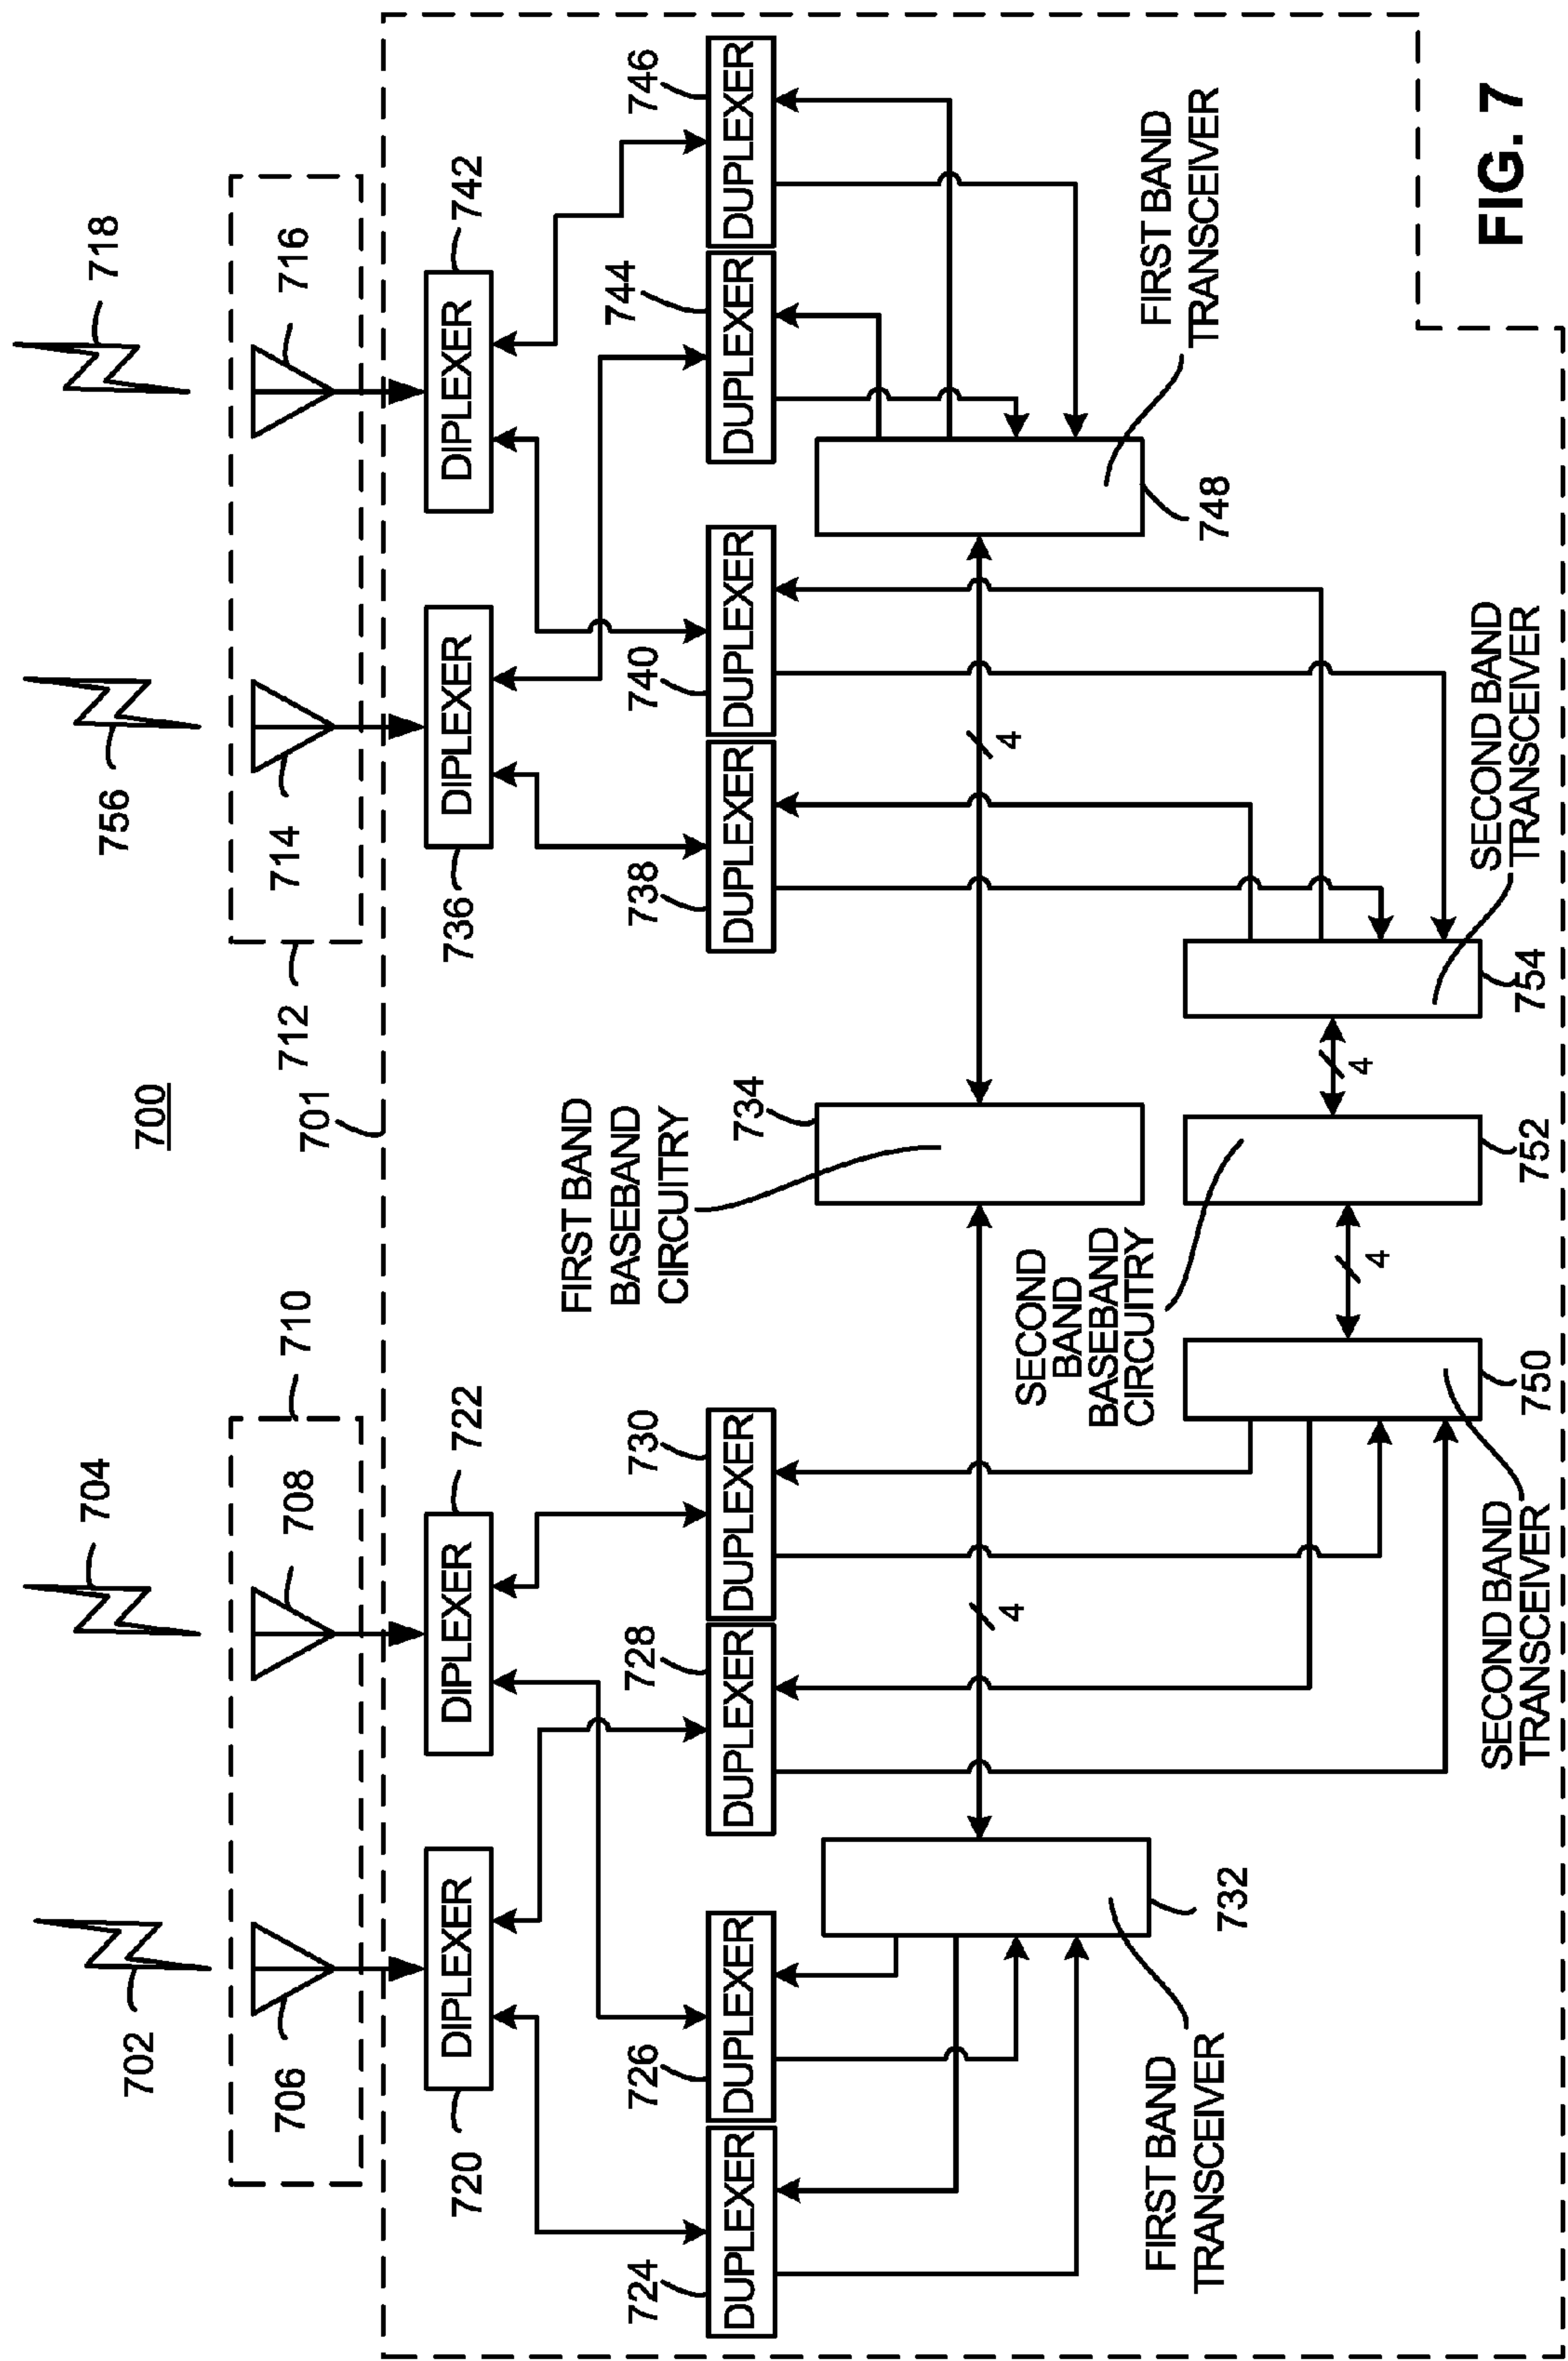 700
702
704
756
718
706
708
710
712
714
716
701
720
DIPLEXER
722
DIPLEXER
736
DIPLEXER
742
DIPLEXER
724
DUPLEXER
726
DUPLEXER
728
DUPLEXER
730
DUPLEXER
738
DUPLEXER
740
DUPLEXER
744
DUPLEXER
746
DUPLEXER
FIRST BAND
BASEBAND
CIRCUITRY
734
4
4
732
FIRST BAND
TRANSCEIVER
748
FIRST BAND
TRANSCEIVER
SECOND
BAND
BASEBAND
CIRCUITRY
4
4
750
752
754
SECOND BAND
TRANSCEIVER
SECOND BAND
TRANSCEIVER
FIG. 7